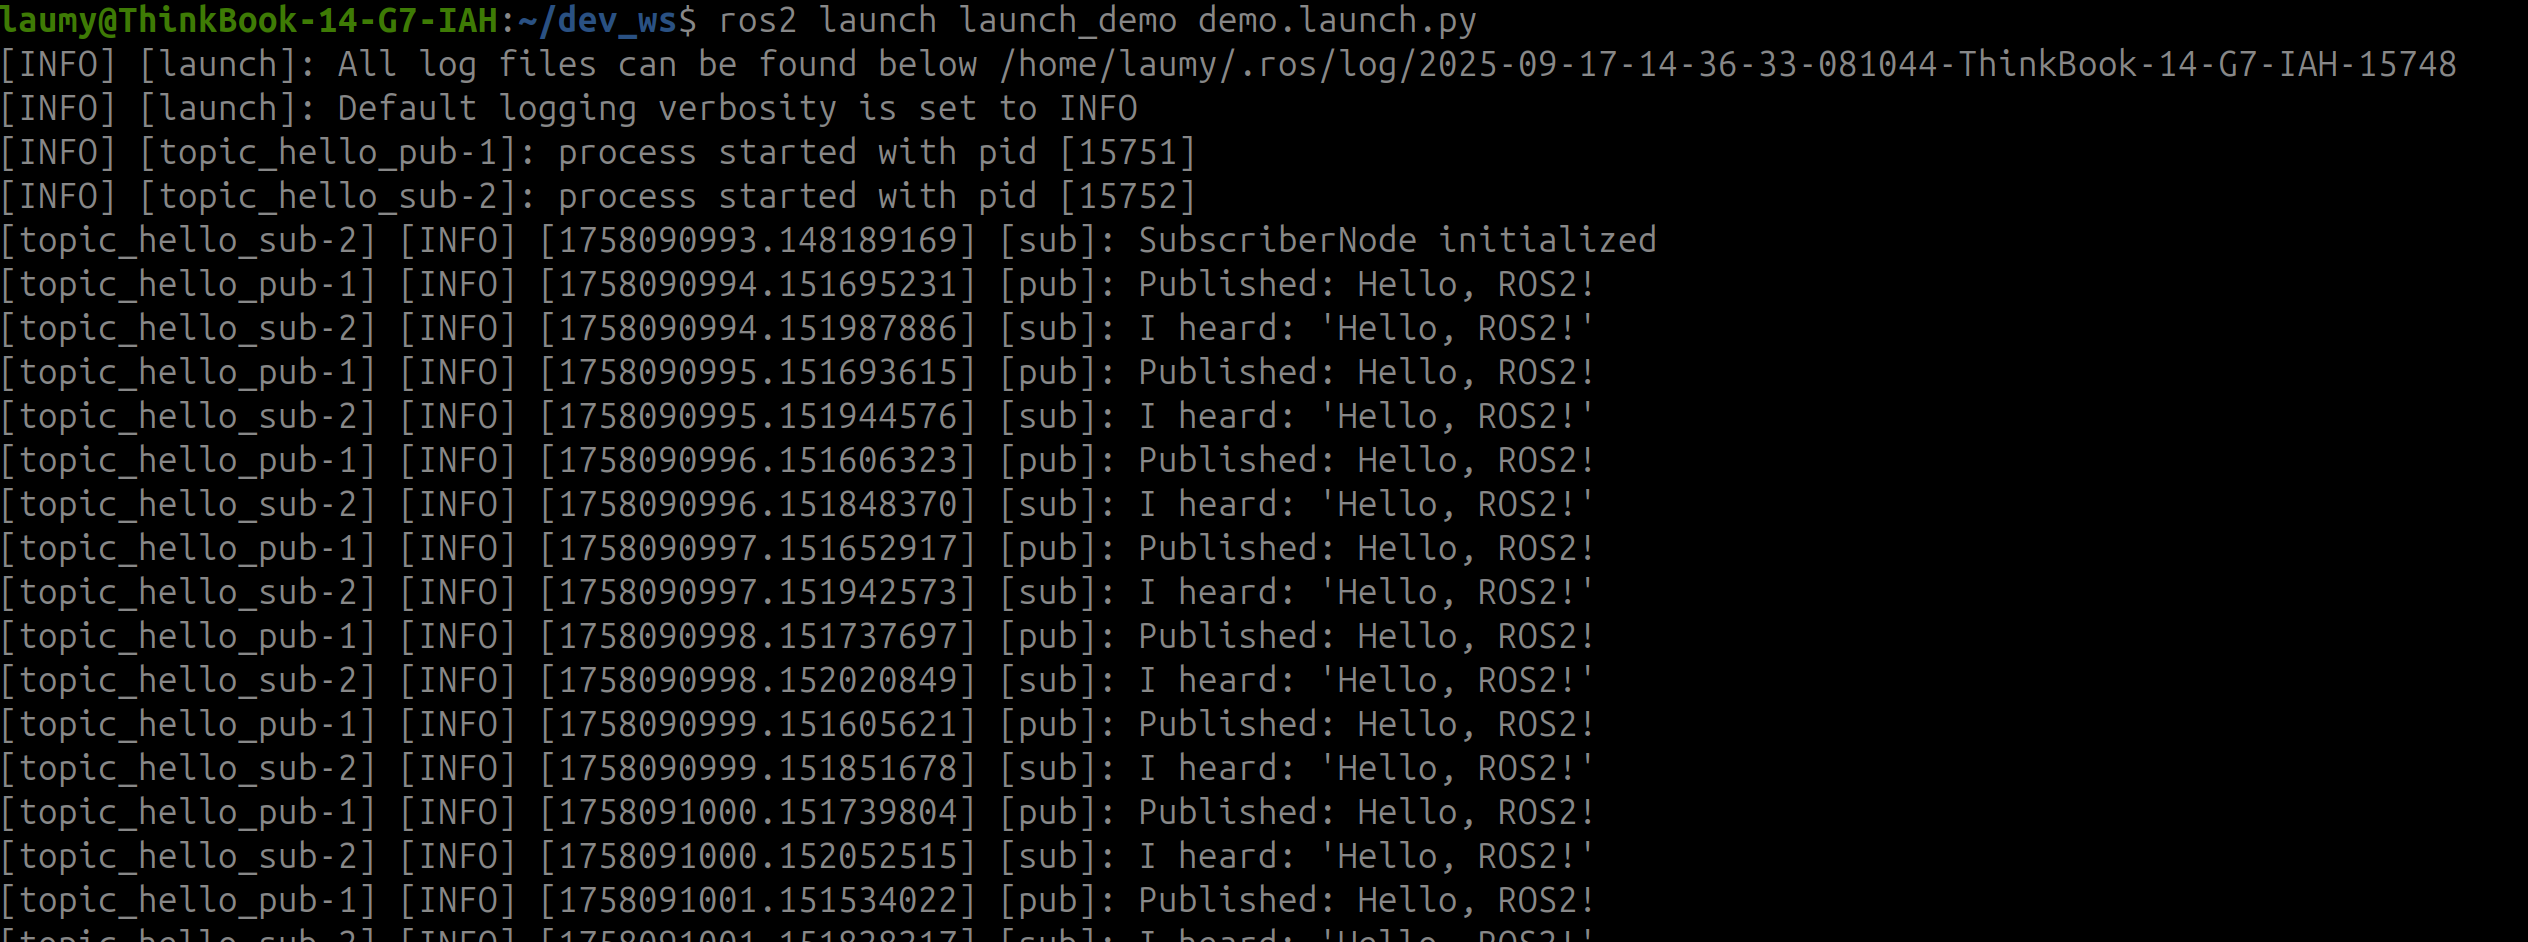 laumy@ThinkBook-14-G7-IAH:~/dev_ws$ ros2 launch launch_demo demo.launch.py
[INFO] [launch]: All log files can be found below /home/laumy/.ros/log/2025-09-17-14-36-33-081044-ThinkBook-14-G7-IAH-15748
[INFO] [launch]: Default logging verbosity is set to INFO
[INFO] [topic_hello_pub-1]: process started with pid [15751]
[INFO] [topic_hello_sub-2]: process started with pid [15752]
[topic_hello_sub-2] [INFO] [1758090993.148189169] [sub]: SubscriberNode initialized
[topic_hello_pub-1] [INFO] [1758090994.151695231] [pub]: Published: Hello, ROS2!
[topic_hello_sub-2] [INFO] [1758090994.151987886] [sub]: I heard: 'Hello, ROS2!'
[topic_hello_pub-1] [INFO] [1758090995.151693615] [pub]: Published: Hello, ROS2!
[topic_hello_sub-2] [INFO] [1758090995.151944576] [sub]: I heard: 'Hello, ROS2!'
[topic_hello_pub-1] [INFO] [1758090996.151606323] [pub]: Published: Hello, ROS2!
[topic_hello_sub-2] [INFO] [1758090996.151848370] [sub]: I heard: 'Hello, ROS2!'
[topic_hello_pub-1] [INFO] [1758090997.151652917] [pub]: Published: Hello, ROS2!
[topic_hello_sub-2] [INFO] [1758090997.151942573] [sub]: I heard: 'Hello, ROS2!'
[topic_hello_pub-1] [INFO] [1758090998.151737697] [pub]: Published: Hello, ROS2!
[topic_hello_sub-2] [INFO] [1758090998.152020849] [sub]: I heard: 'Hello, ROS2!'
[topic_hello_pub-1] [INFO] [1758090999.151605621] [pub]: Published: Hello, ROS2!
[topic_hello_sub-2] [INFO] [1758090999.151851678] [sub]: I heard: 'Hello, ROS2!'
[topic_hello_pub-1] [INFO] [1758091000.151739804] [pub]: Published: Hello, ROS2!
[topic_hello_sub-2] [INFO] [1758091000.152052515] [sub]: I heard: 'Hello, ROS2!'
[topic_hello_pub-1] [INFO] [1758091001.151534022] [pub]: Published: Hello, ROS2!
[topic_hello_sub-2] [INFO] [sub]: I heard: 'Hello, ROS2!'